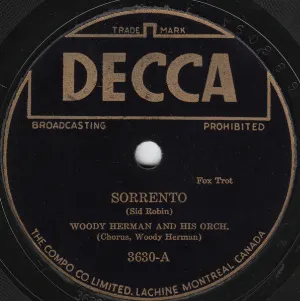 TRADE MARK
DECCA
BROADCASTING PROHIBITED
Fox Trot
SORRENTO
(Sid Robin)
WOODY HERMAN AND HIS ORCH.
(Chorus, Woody Herman)
3630-A
THE COMPO CO LIMITED, LACHINE MONTREAL CANADA